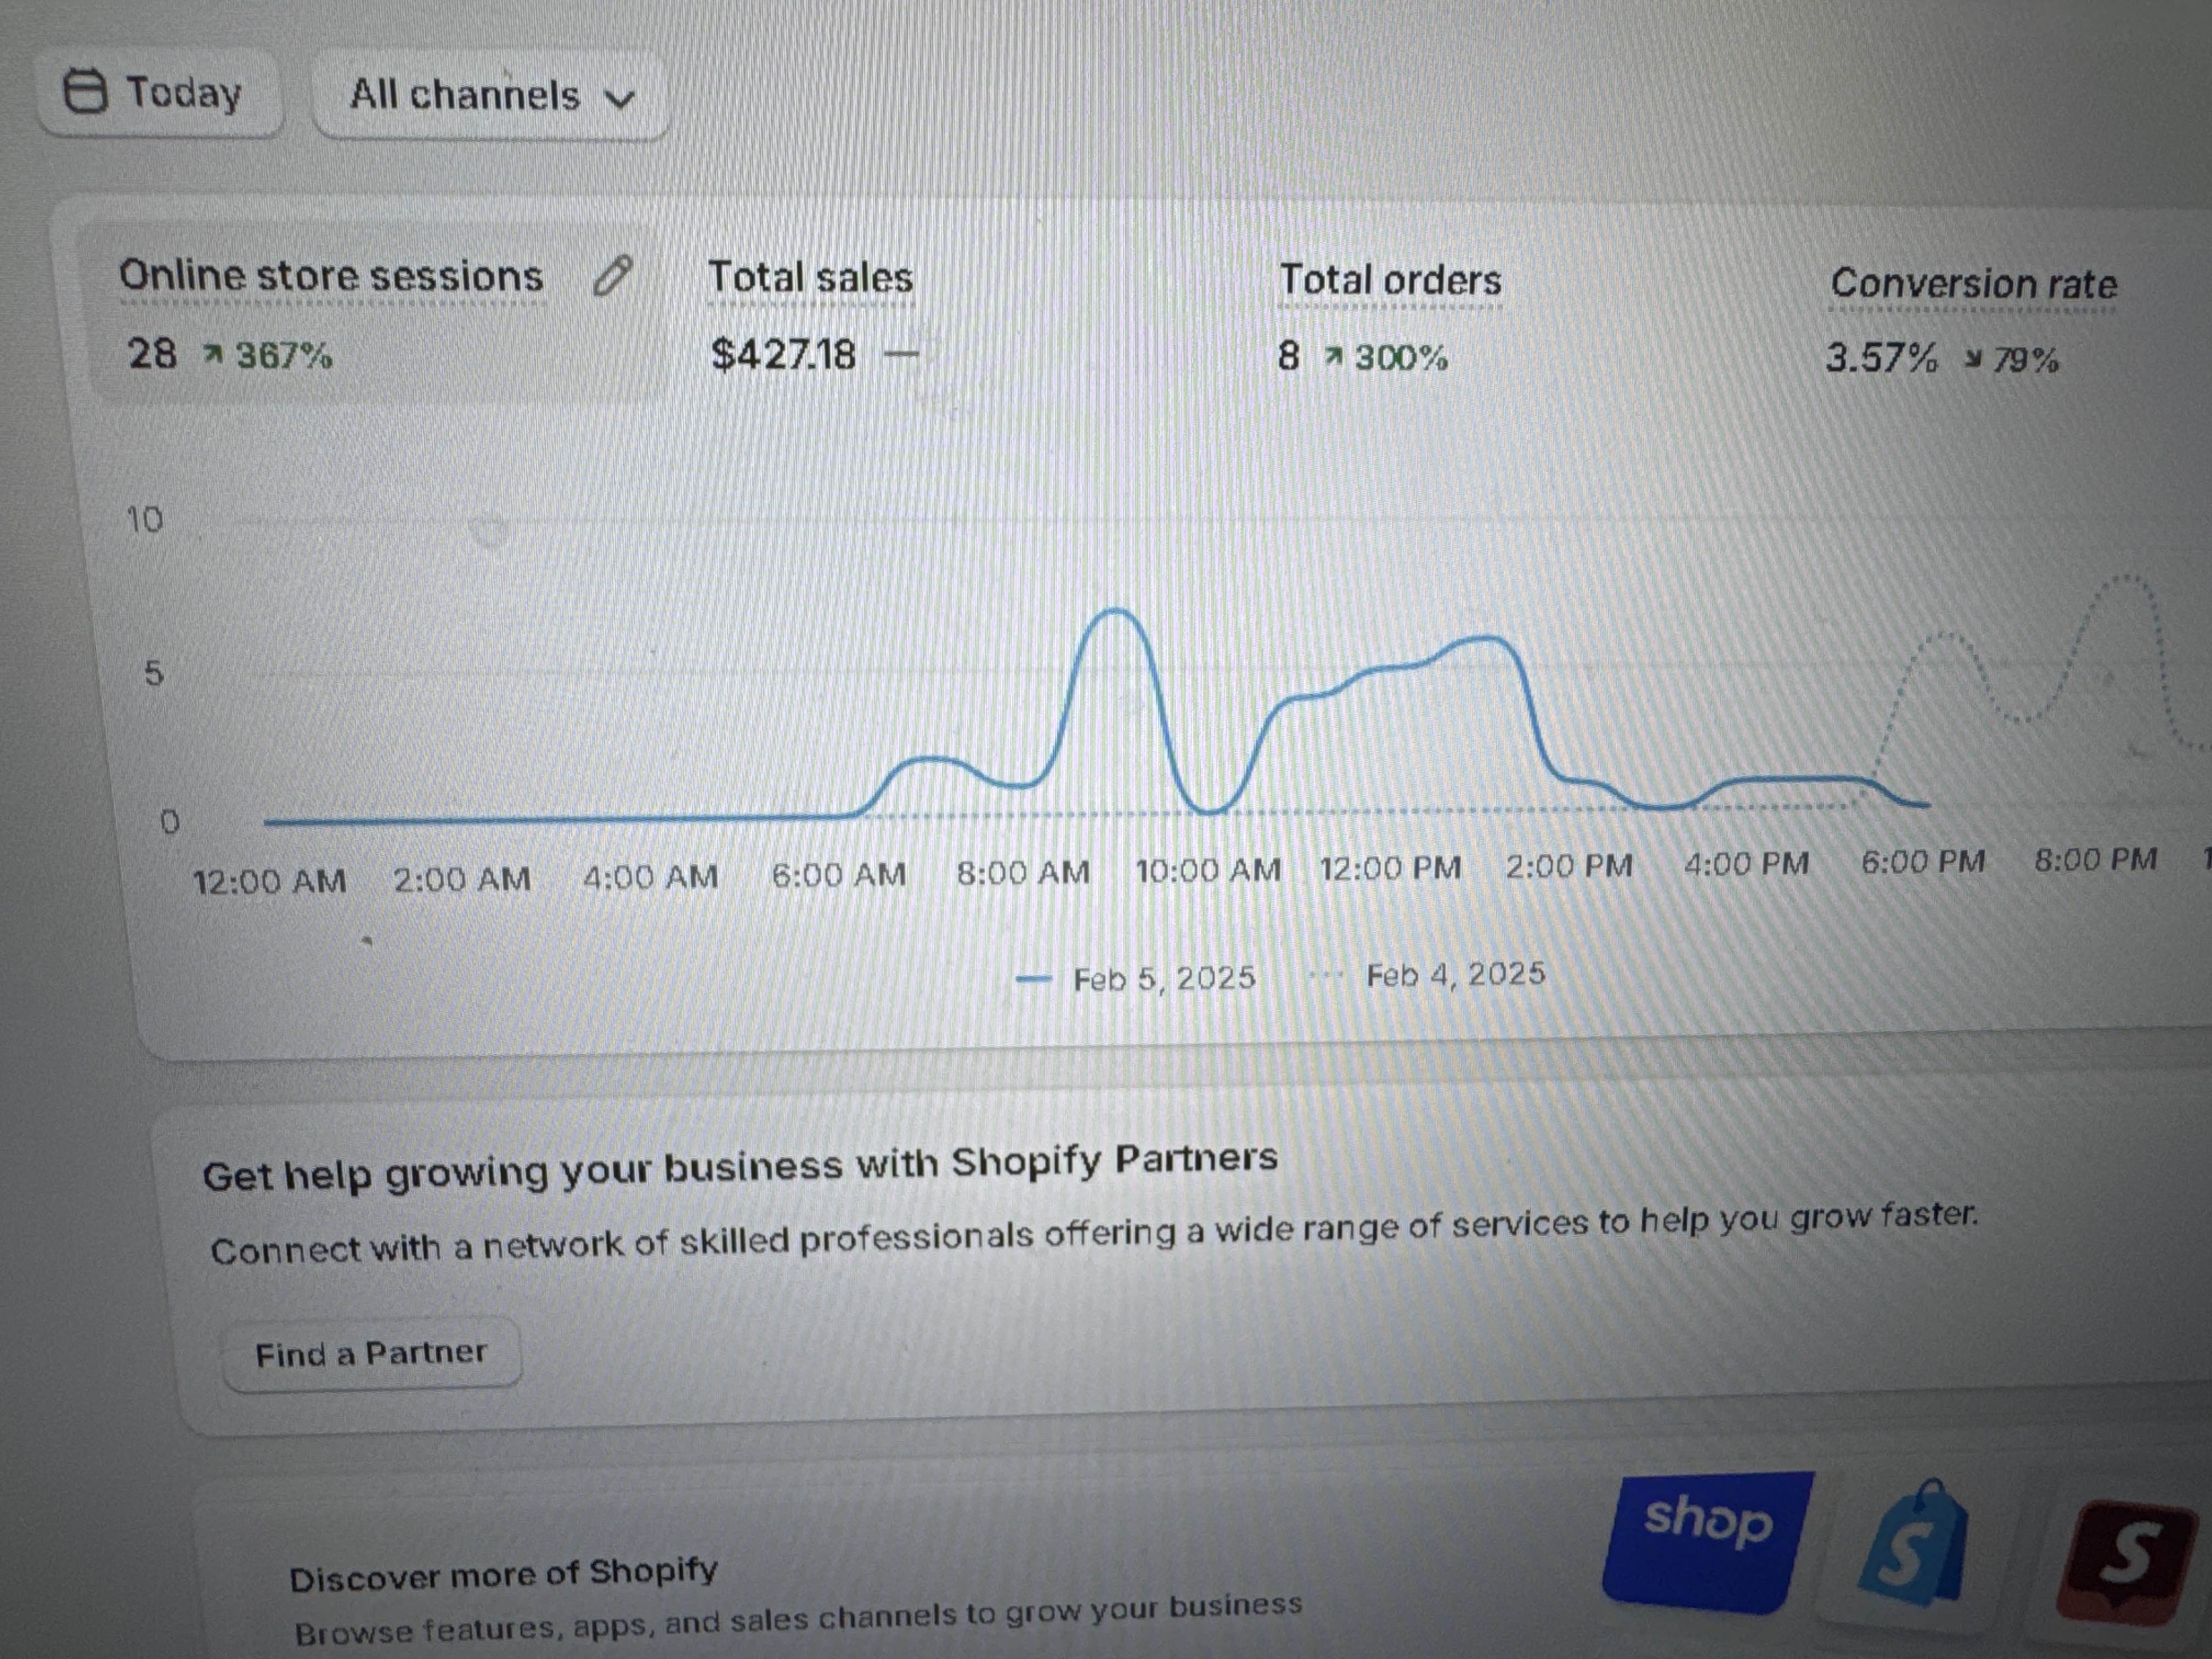 Today
All channels
Online store sessions
Total sales
Total orders
Conversion rate
28 ↗ 367%
$427.18 —
8 ↗ 300%
3.57% ↘ 79%
10
5
0
12:00 AM 2:00 AM 4:00 AM 6:00 AM 8:00 AM 10:00 AM 12:00 PM 2:00 PM 4:00 PM 6:00 PM 8:00 PM 1
Feb 5, 2025 Feb 4, 2025
Get help growing your business with Shopify Partners
Connect with a network of skilled professionals offering a wide range of services to help you grow faster.
Find a Partner
shop
S
S
Discover more of Shopify
Browse features, apps, and sales channels to grow your business